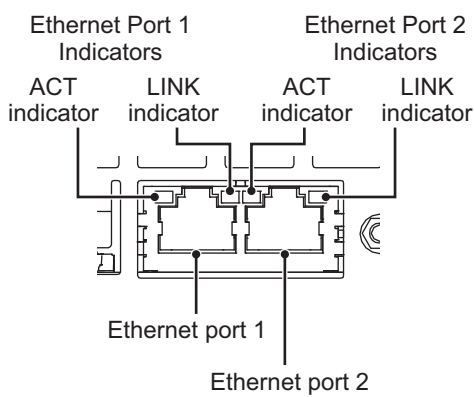 Ethernet Port 1
Indicators
Ethernet Port 2
Indicators
ACT
indicator
LINK
indicator
ACT
indicator
LINK
indicator
Ethernet port 1
Ethernet port 2